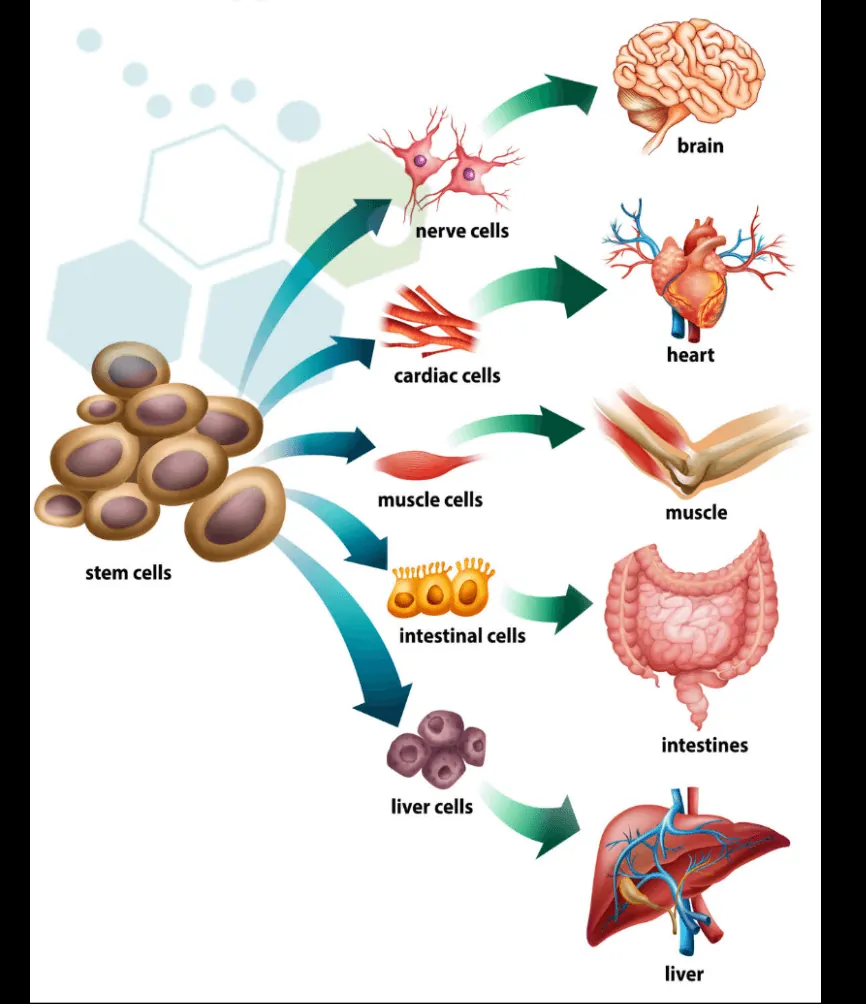 brain
nerve cells
heart
cardiac cells
muscle cells
muscle
stem cells
intestinal cells
intestines
liver cells
liver